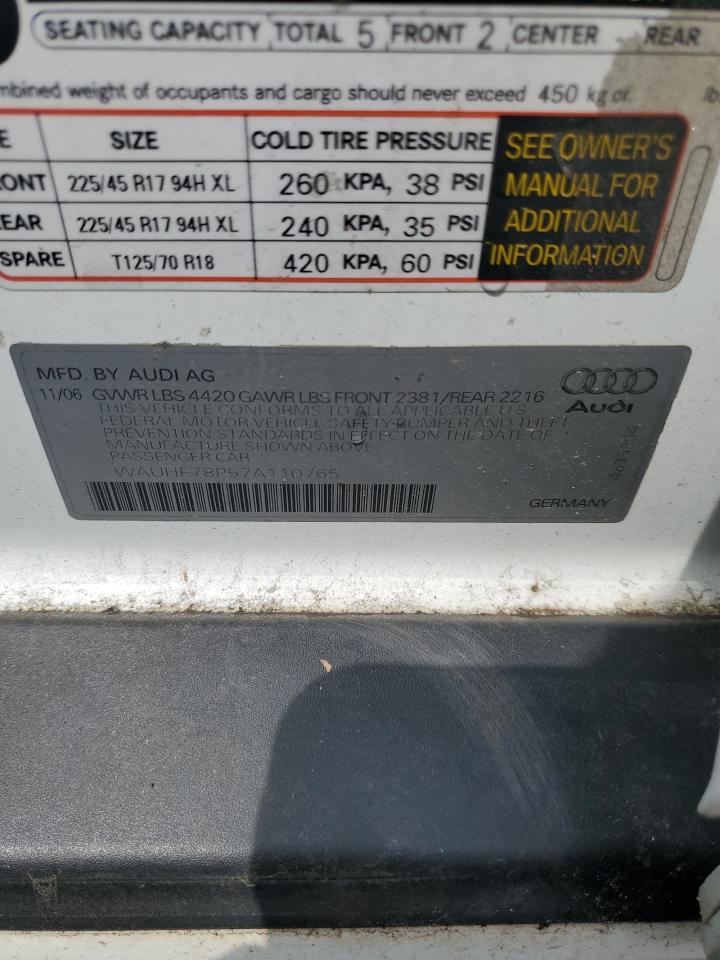 SEATING CAPACITY TOTAL 5 FRONT 2 CENTER - REAR
mbined weight of occupants and cargo should never exceed 450 kg or lb
E SIZE COLD TIRE PRESSURE
ONT 225/45 R17 94H XL 260 KPA, 38 PSI
EAR 225/45 R17 94H XL 240 KPA, 35 PSI
SPARE T125/70 R18 420 KPA, 60 PSI
SEE OWNER'S
MANUAL FOR
ADDITIONAL
INFORMATION
MFD. BY AUDI AG
11/06 GVWR LBS 4420 GAWR LBS FRONT 2381/REAR 2216
THIS VEHICLE CONFORMS TO ALL APPLICABLE U.S.
FEDERAL MOTOR VEHICLE SAFETY BUMPER AND THEFT
PREVENTION STANDARDS IN EFFECT ON THE DATE OF
MANUFACTURE SHOWN ABOVE
PASSENGER CAR
WAUHF78P57A110765
Audi
GERMANY